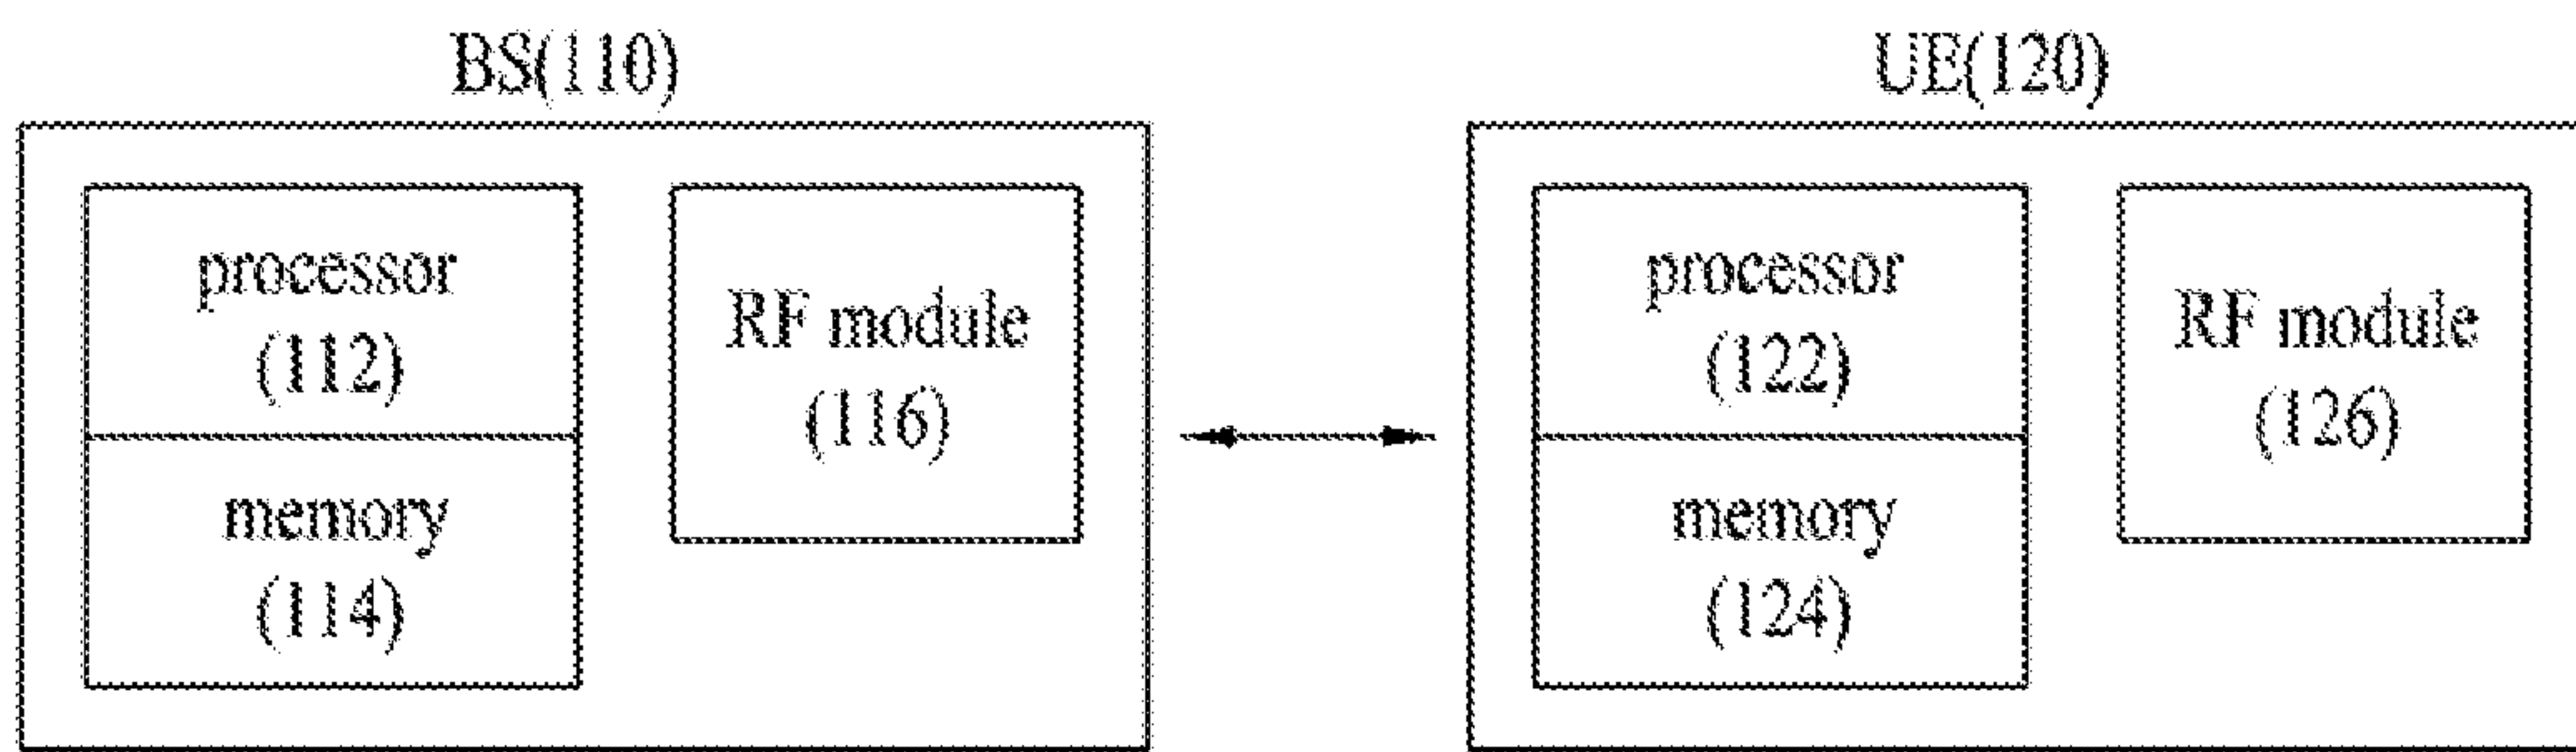 BS(110)
processor
(112)
memory
(114)
RF module
(116)
UE(120)
processor
(122)
memory
(124)
RF module
(126)